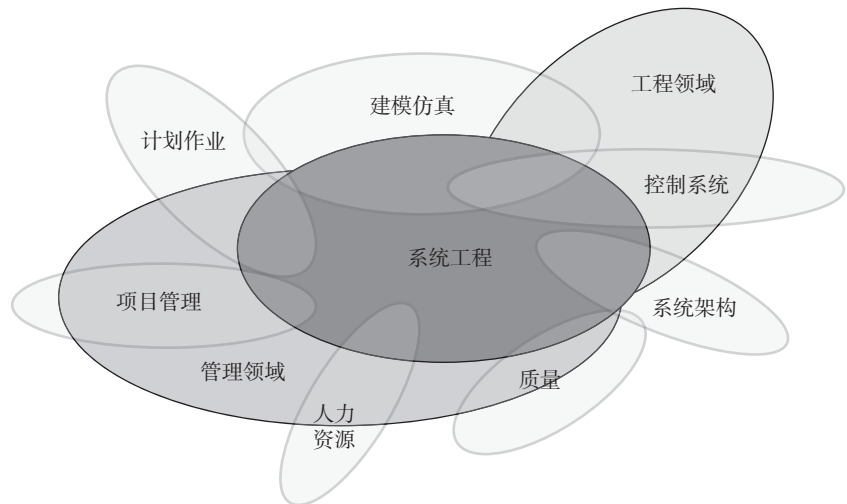 工程领域
建模仿真
计划作业
控制系统
系统工程
项目管理
系统架构
管理领域
质量
人力
资源